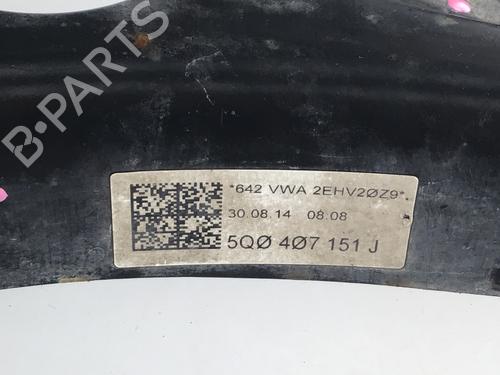 *642 VWA 2EHV2ØZ9*
30.08.14 08:08
5QØ 4Ø7 151 J
B-PARTS